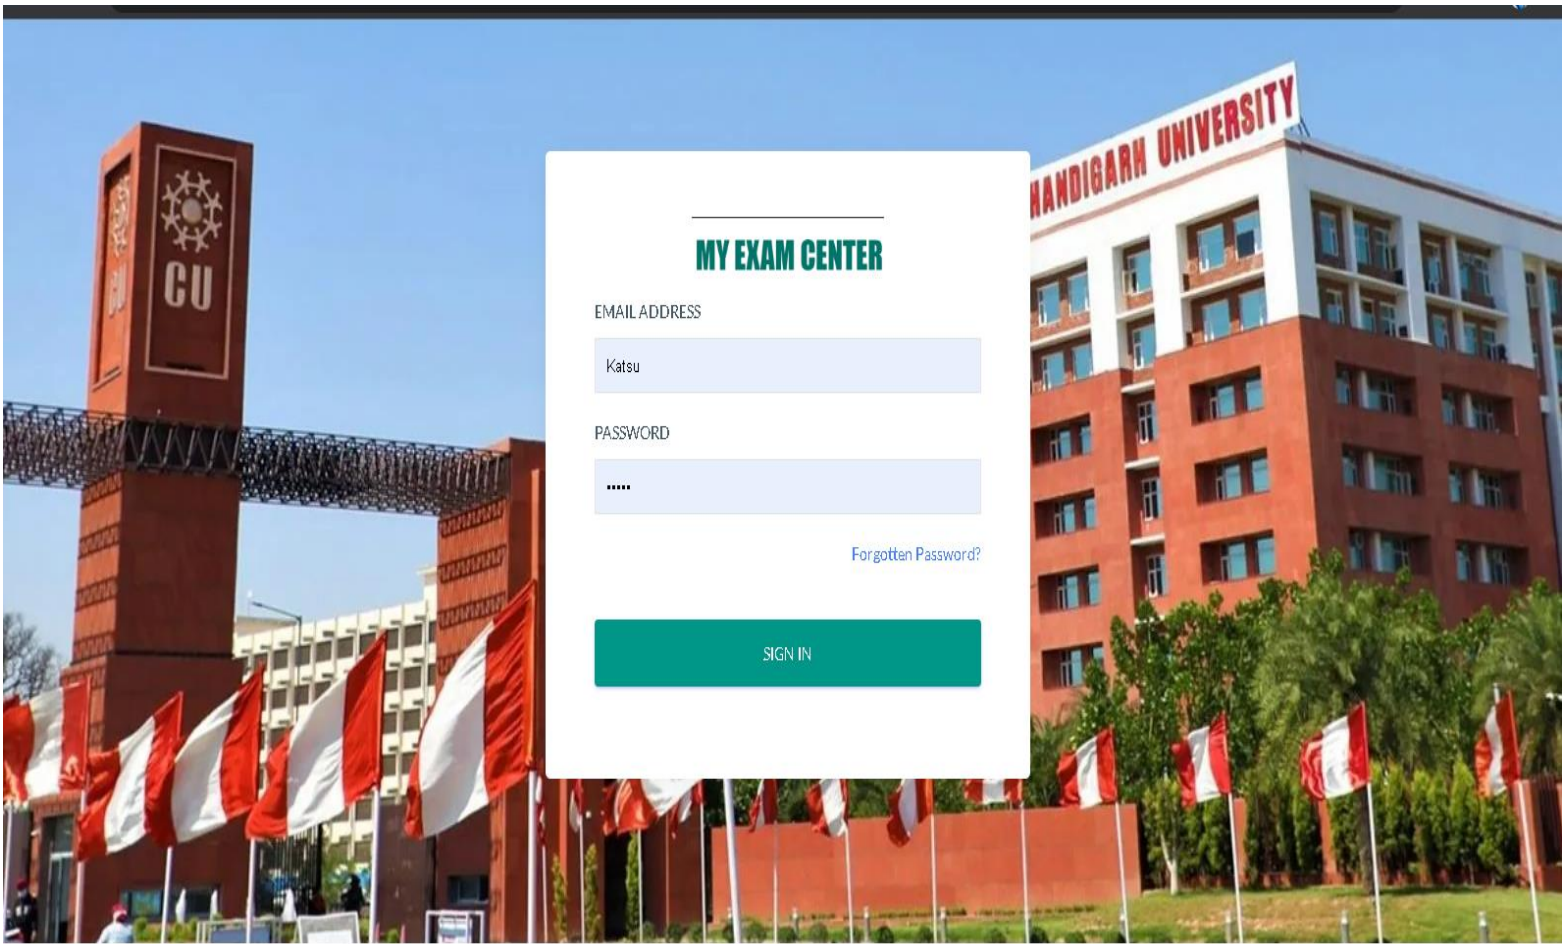 CU
CU
HANDIGARH UNIVERSITY
MY EXAM CENTER
EMAIL ADDRESS
Katsu
PASSWORD
•••••
Forgotten Password?
SIGN IN